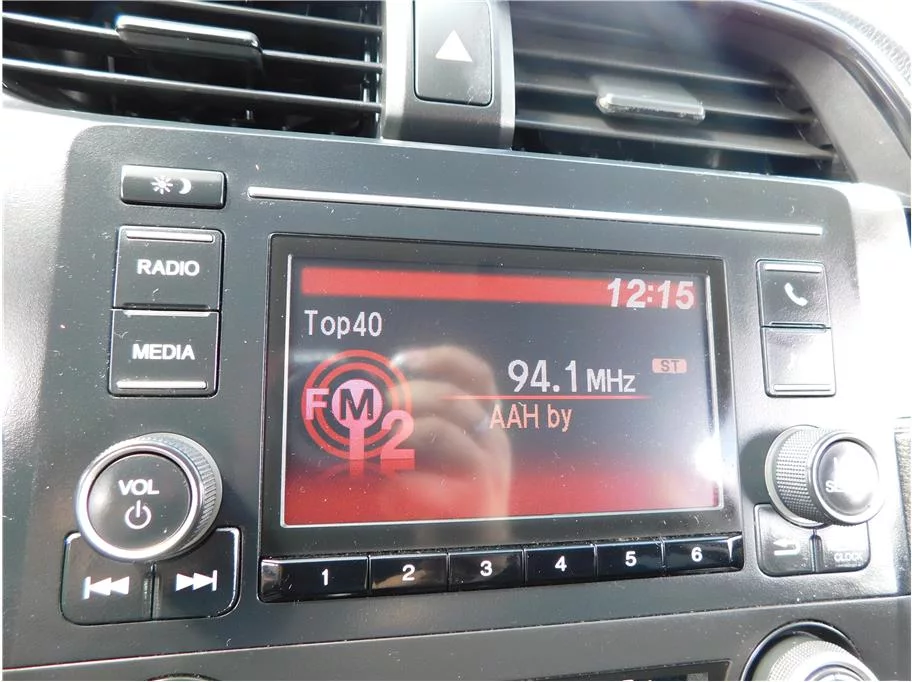 RADIO
MEDIA
VOL
12:15
Top40
94.1 MHz
ST
FM2
AAH by
1 2 3 4 5 6
CLOCK